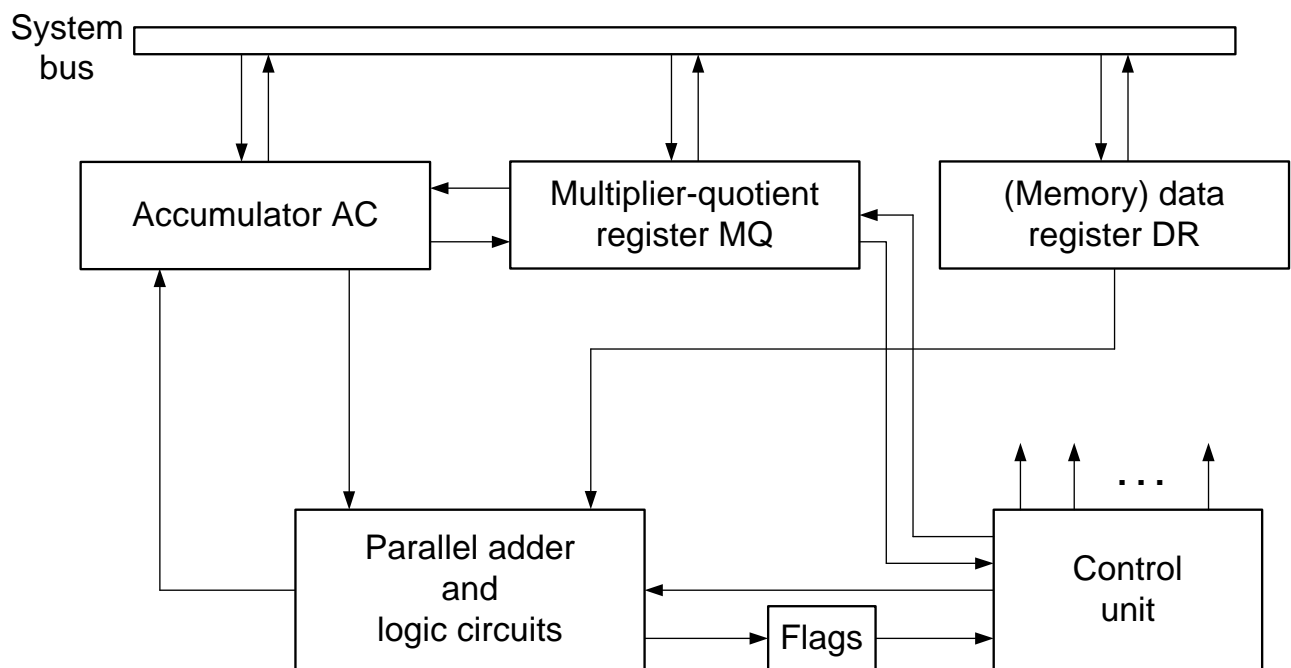 System
bus
Accumulator AC
Multiplier-quotient
register MQ
(Memory) data
register DR
Parallel adder
and
logic circuits
Flags
. . .
Control
unit